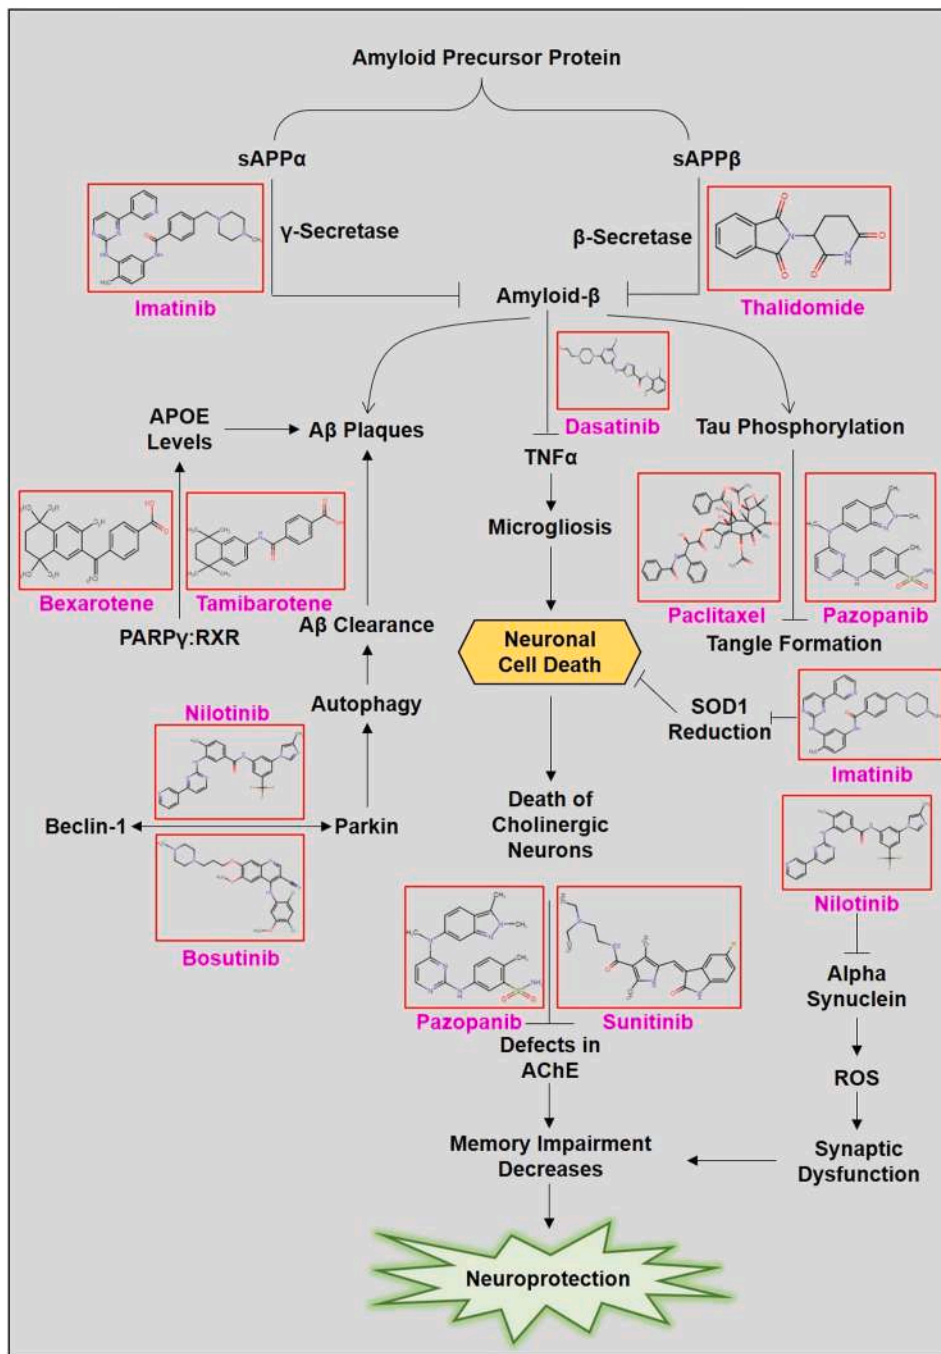 Amyloid Precursor Protein
sAPPα
sAPPβ
γ-Secretase
β-Secretase
Imatinib
Amyloid-β
Thalidomide
Dasatinib
APOE
Levels
Aβ Plaques
Tau Phosphorylation
TNFα
Microgliosis
Bexarotene
Tamibarotene
Paclitaxel
Pazopanib
PARPγ:RXR
Aβ Clearance
Neuronal
Cell Death
Tangle Formation
Nilotinib
Autophagy
SOD1
Reduction
Imatinib
Beclin-1
Parkin
Death of
Cholinergic
Neurons
Bosutinib
Nilotinib
Pazopanib
Sunitinib
Alpha
Synuclein
Defects in
AChE
ROS
Memory Impairment
Decreases
Synaptic
Dysfunction
Neuroprotection